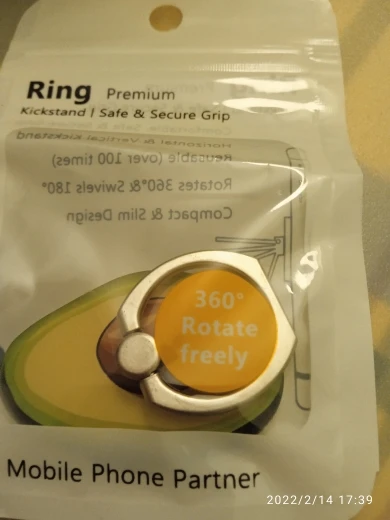 Ring Premium
Kickstand | Safe & Secure Grip
Horizontal & Vertical Kickstand
Reusable (over 100 times)
Rotates 360°& Swivels 180°
Compact & Slim Design
360°
Rotate
freely
Mobile Phone Partner
2022/2/14 17:39